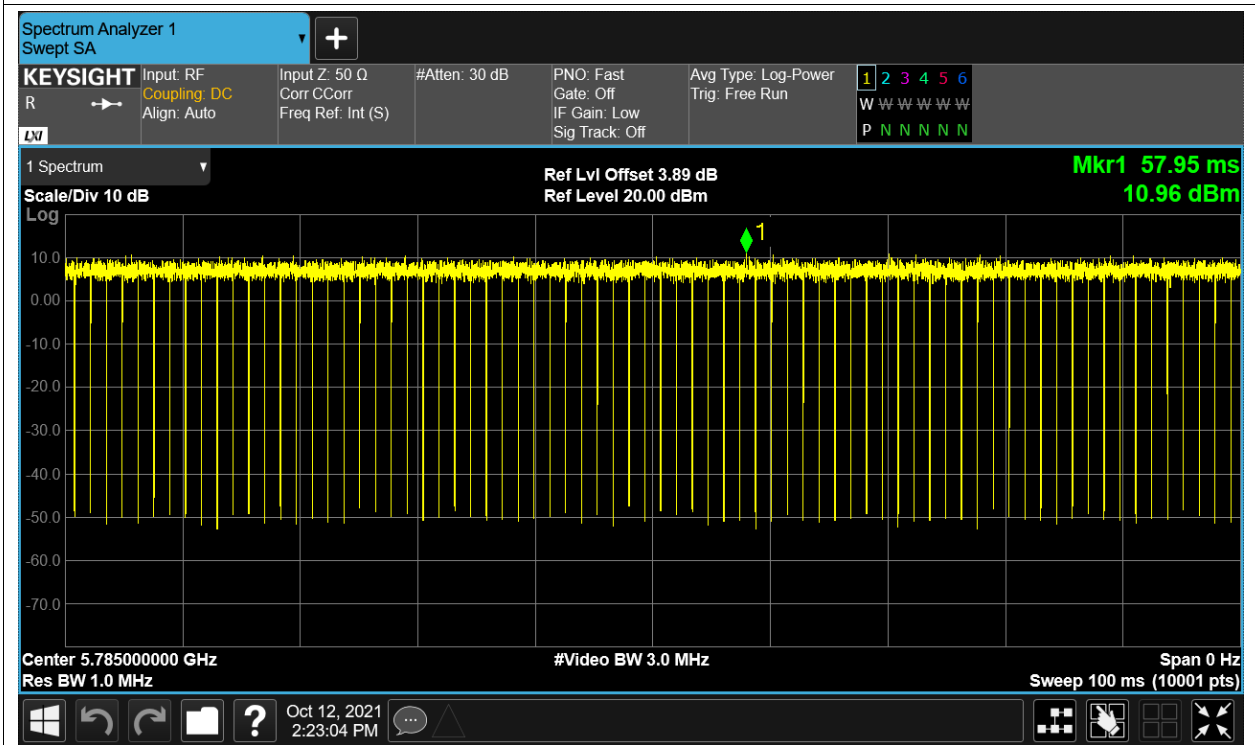 Spectrum Analyzer 1
Swept SA
KEYSIGHT
R
LXI
Input: RF
Coupling: DC
Align: Auto
Input Z: 50 Ω
Corr CCorr
Freq Ref: Int (S)
#Atten: 30 dB
PNO: Fast
Gate: Off
IF Gain: Low
Sig Track: Off
Avg Type: Log-Power
Trig: Free Run
1 2 3 4 5 6
W W W W W W
P N N N N N
1 Spectrum
Scale/Div 10 dB
Log
Ref Lvl Offset 3.89 dB
Ref Level 20.00 dBm
Mkr1 57.95 ms
10.96 dBm
1
10.0
0.00
-10.0
-20.0
-30.0
-40.0
-50.0
-60.0
-70.0
Center 5.785000000 GHz
Res BW 1.0 MHz
#Video BW 3.0 MHz
Span 0 Hz
Sweep 100 ms (10001 pts)
?
Oct 12, 2021
2:23:04 PM